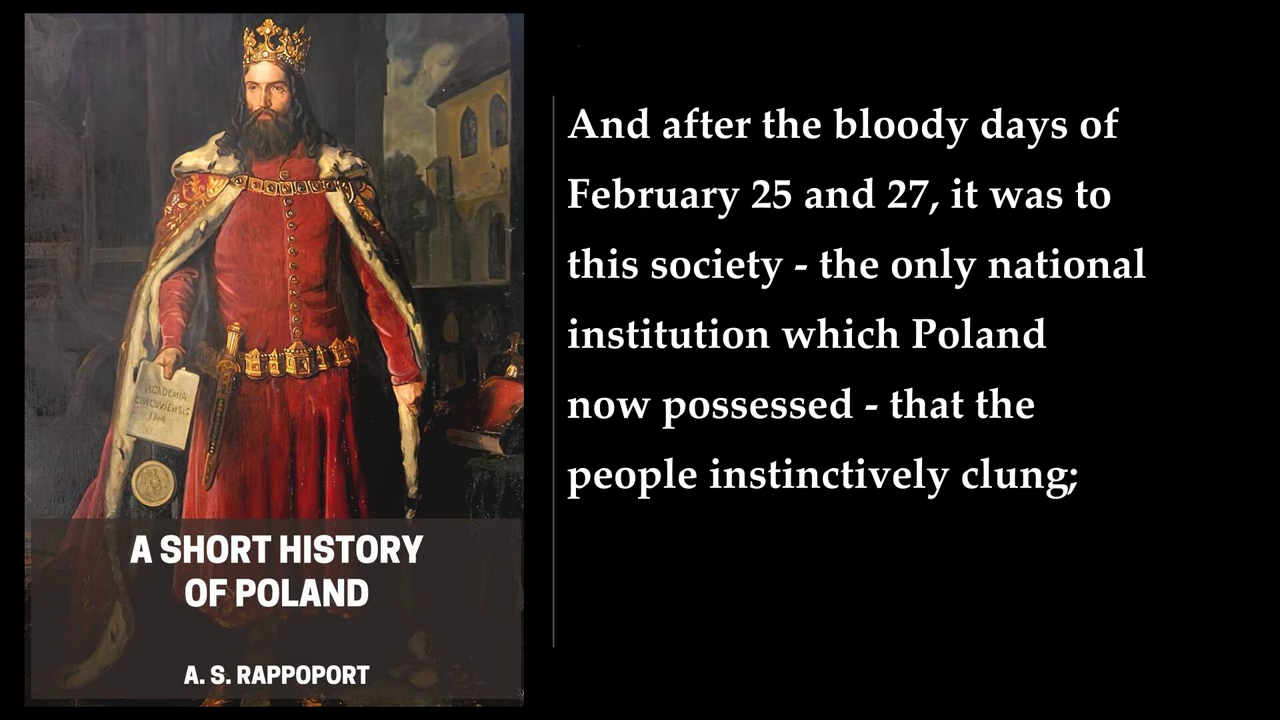 ACADEMIA
A SHORT HISTORY
OF POLAND
A. S. RAPPOPORT
And after the bloody days of
February 25 and 27, it was to
this society - the only national
institution which Poland
now possessed - that the
people instinctively clung;